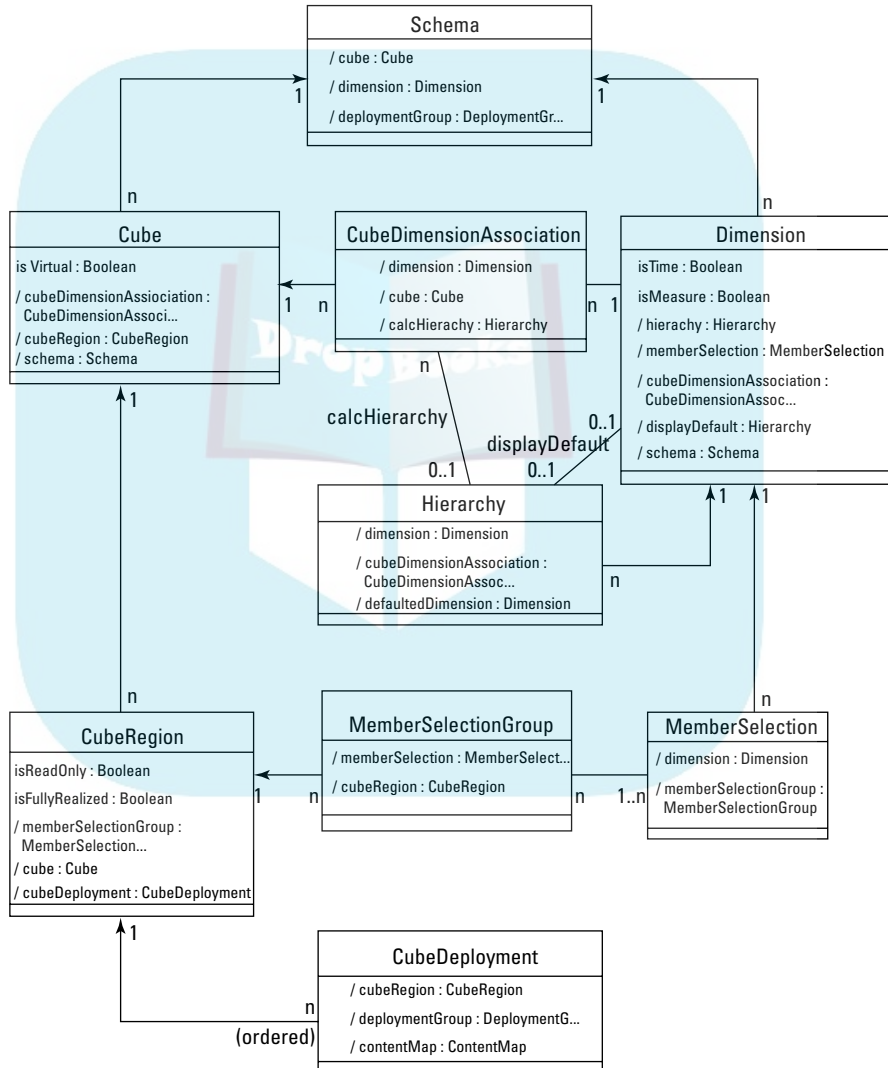 Schema
/ cube : Cube
/ dimension : Dimension
/ deploymentGroup : DeploymentGr...
1
1
n
n
Cube
is Virtual : Boolean
/ cubeDimensionAssiociation :
CubeDimensionAssoci...
/ cubeRegion : CubeRegion
/ schema : Schema
1
n
CubeDimensionAssociation
/ dimension : Dimension
/ cube : Cube
/ calcHierachy : Hierarchy
n
1
n
Dimension
isTime : Boolean
isMeasure : Boolean
/ hierachy : Hierarchy
/ memberSelection : MemberSelection
/ cubeDimensionAssociation :
CubeDimensionAssoc...
/ displayDefault : Hierarchy
/ schema : Schema
DropBooks
1
calcHierarchy
0..1
displayDefault
0..1
0..1
1
1
Hierarchy
/ dimension : Dimension
/ cubeDimensionAssociation :
CubeDimensionAssoc...
/ defaultedDimension : Dimension
n
n
n
CubeRegion
isReadOnly : Boolean
isFullyRealized : Boolean
/ memberSelectionGroup :
MemberSelection...
/ cube : Cube
/ cubeDeployment : CubeDeployment
1
n
MemberSelectionGroup
/ memberSelection : MemberSelect...
/ cubeRegion : CubeRegion
n
1..n
MemberSelection
/ dimension : Dimension
/ memberSelectionGroup :
MemberSelectionGroup
1
n
(ordered)
CubeDeployment
/ cubeRegion : CubeRegion
/ deploymentGroup : DeploymentG...
/ contentMap : ContentMap